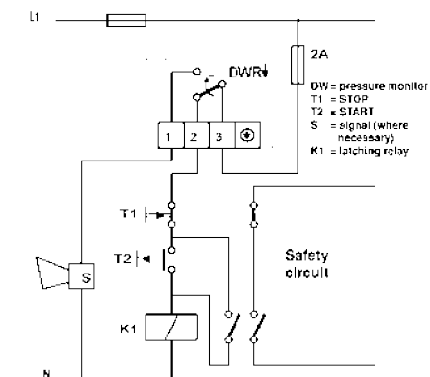 L1
2A
DWR↓
DW = pressure monitor
T1 = STOP
T2 = START
S = signal (where
necessary)
K1 = latching relay
1 2 3
T1
T2
Safety
circuit
S
K1
N